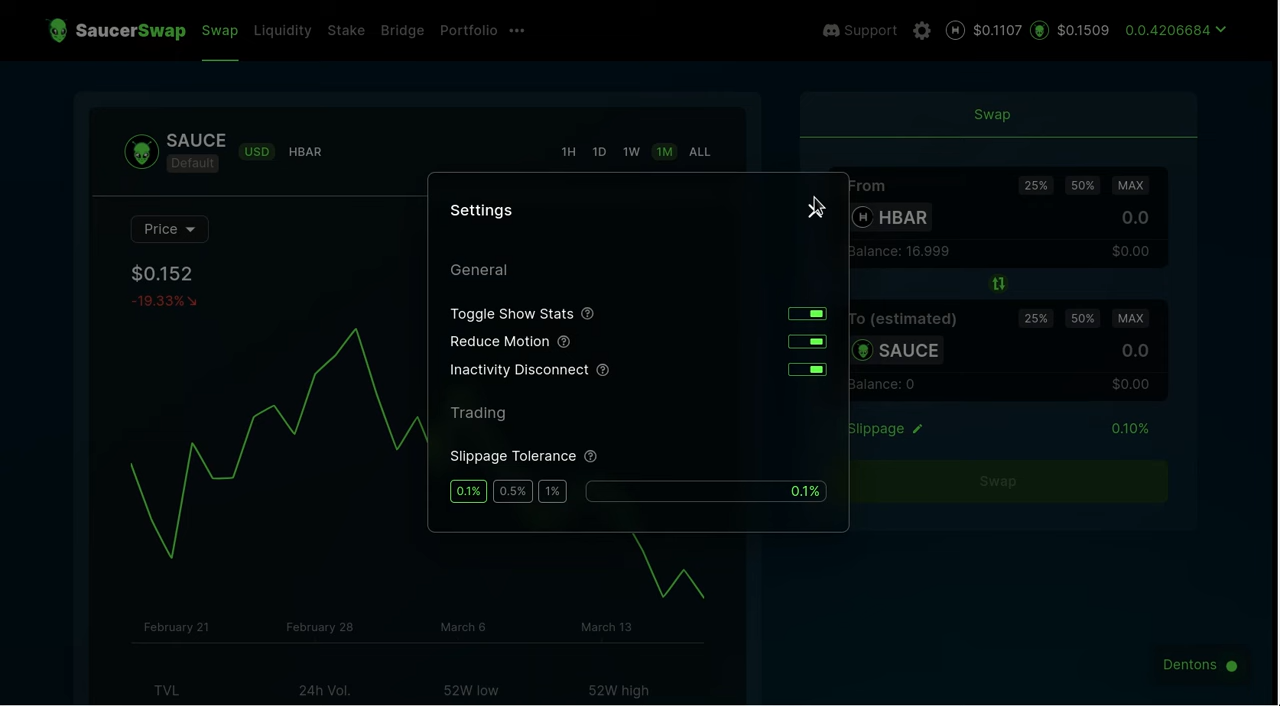 SaucerSwap Swap Liquidity Stake Bridge Portfolio ••• Support $0.1107 $0.1509 0.0.4206684
SAUCE
Default
USD HBAR 1H 1D 1W 1M ALL
Price
$0.152
-19.33%
Settings
General
Toggle Show Stats
Reduce Motion
Inactivity Disconnect
Trading
Slippage Tolerance
0.1% 0.5% 1% 0.1%
February 21 February 28 March 6 March 13
TVL 24h Vol. 52W low 52W high
Swap
From 25% 50% MAX
HBAR 0.0
Balance: 16.999 $0.00
To (estimated) 25% 50% MAX
SAUCE 0.0
Balance: 0 $0.00
Slippage 0.10%
Swap
Dentons